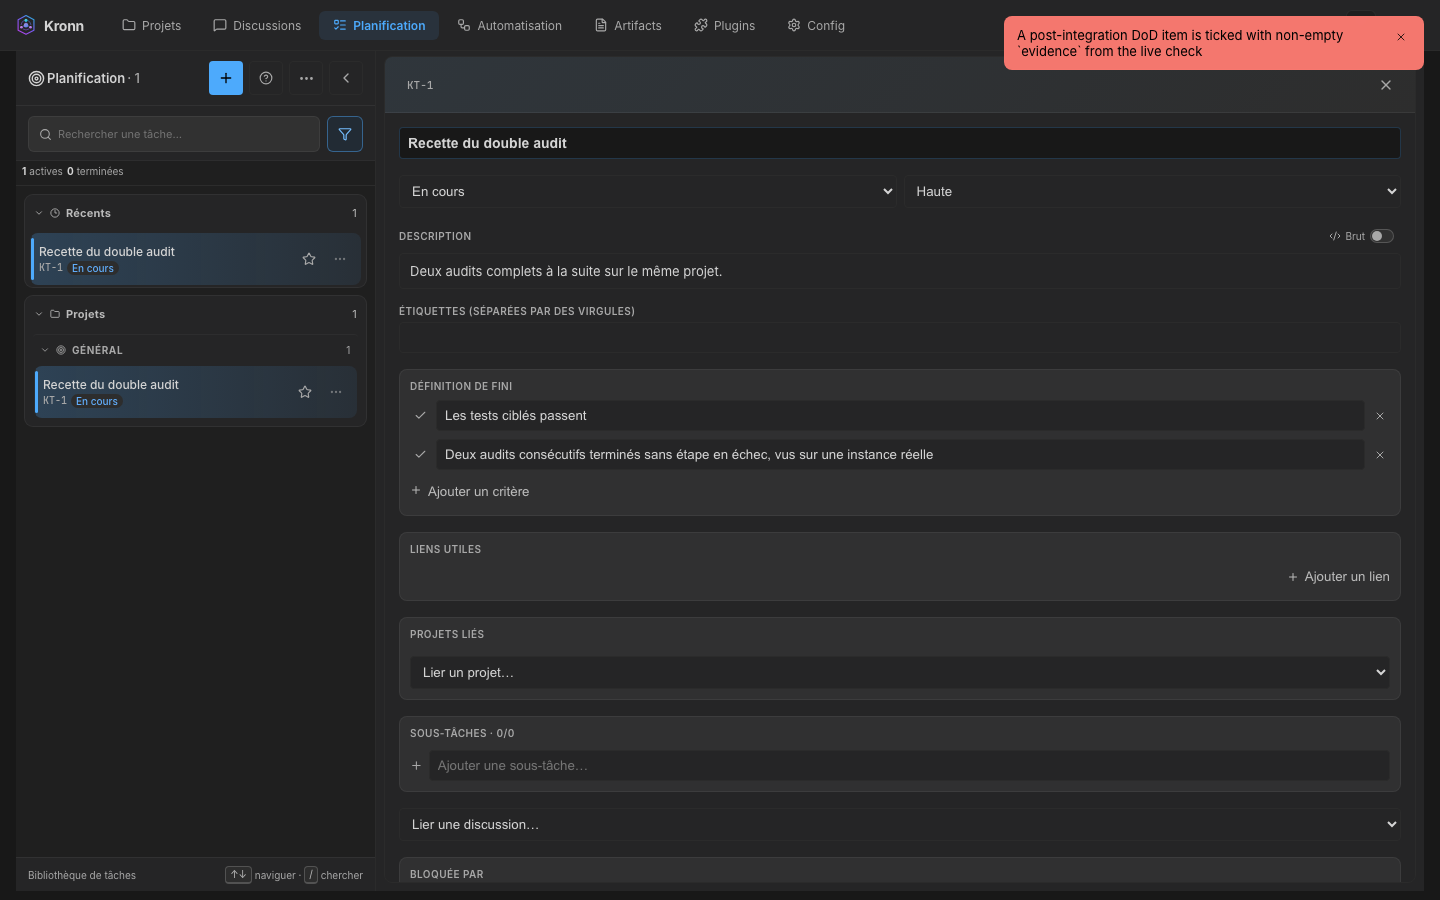 Kronn
Projets
Discussions
Planification
Automatisation
Artifacts
Plugins
Config
A post-integration DoD item is ticked with non-empty
`evidence` from the live check
Planification · 1
Rechercher une tâche...
1 actives 0 terminées
Récents 1
Recette du double audit
KT-1 En cours
Projets 1
GÉNÉRAL 1
Recette du double audit
KT-1 En cours
Bibliothèque de tâches
↑↓ naviguer · / chercher
KT-1
Recette du double audit
En cours
Haute
DESCRIPTION
</> Brut
Deux audits complets à la suite sur le même projet.
ÉTIQUETTES (SÉPARÉES PAR DES VIRGULES)
DÉFINITION DE FINI
Les tests ciblés passent
Deux audits consécutifs terminés sans étape en échec, vus sur une instance réelle
+ Ajouter un critère
LIENS UTILES
+ Ajouter un lien
PROJETS LIÉS
Lier un projet…
SOUS-TÂCHES · 0/0
+ Ajouter une sous-tâche…
Lier une discussion…
BLOQUÉE PAR